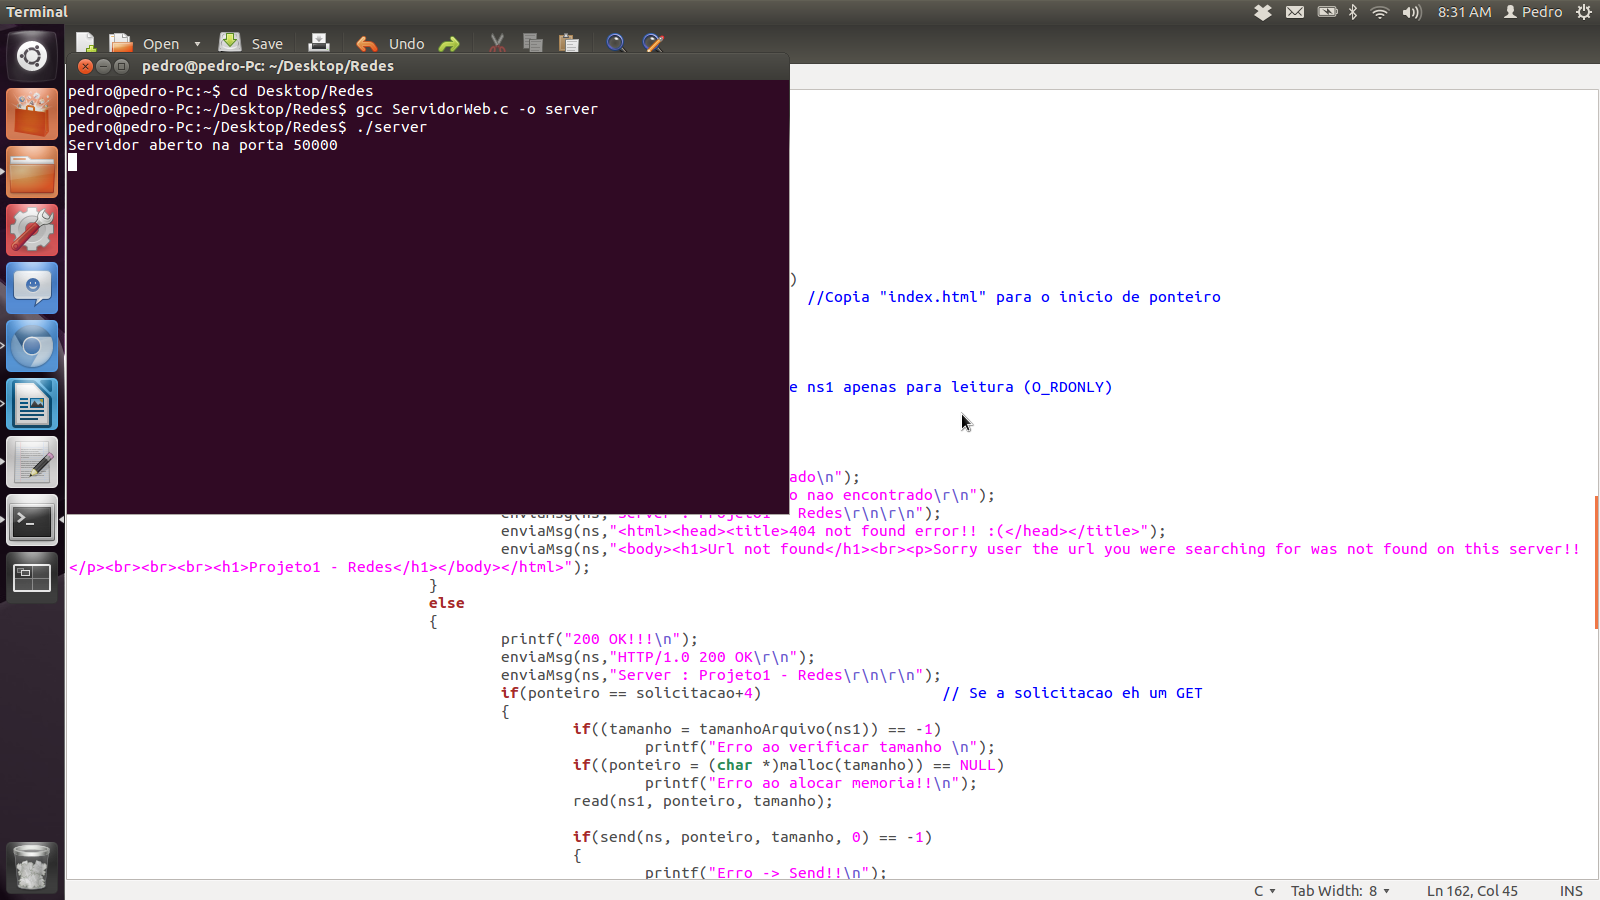 Terminal
8:31 AM Pedro
Open Save Undo
pedro@pedro-Pc: ~/Desktop/Redes
pedro@pedro-Pc:~$ cd Desktop/Redes
pedro@pedro-Pc:~/Desktop/Redes$ gcc ServidorWeb.c -o server
pedro@pedro-Pc:~/Desktop/Redes$ ./server
Servidor aberto na porta 50000
)
//Copia "index.html" para o inicio de ponteiro
e ns1 apenas para leitura (O_RDONLY)
ado\n");
o nao encontrado\r\n");
enviaMsg(ns,"Server : Projeto1 - Redes\r\n\r\n");
enviaMsg(ns,"<html><head><title>404 not found error!! :(</head></title>");
enviaMsg(ns,"<body><h1>Url not found</h1><br><p>Sorry user the url you were searching for was not found on this server!!
</p><br><br><br><h1>Projeto1 - Redes</h1></body></html>");
}
else
{
printf("200 OK!!!\n");
enviaMsg(ns,"HTTP/1.0 200 OK\r\n");
enviaMsg(ns,"Server : Projeto1 - Redes\r\n\r\n");
if(ponteiro == solicitacao+4) // Se a solicitacao eh um GET
{
if((tamanho = tamanhoArquivo(ns1)) == -1)
printf("Erro ao verificar tamanho \n");
if((ponteiro = (char *)malloc(tamanho)) == NULL)
printf("Erro ao alocar memoria!!\n");
read(ns1, ponteiro, tamanho);
if(send(ns, ponteiro, tamanho, 0) == -1)
{
printf("Erro -> Send!!\n");
C Tab Width: 8 Ln 162, Col 45 INS